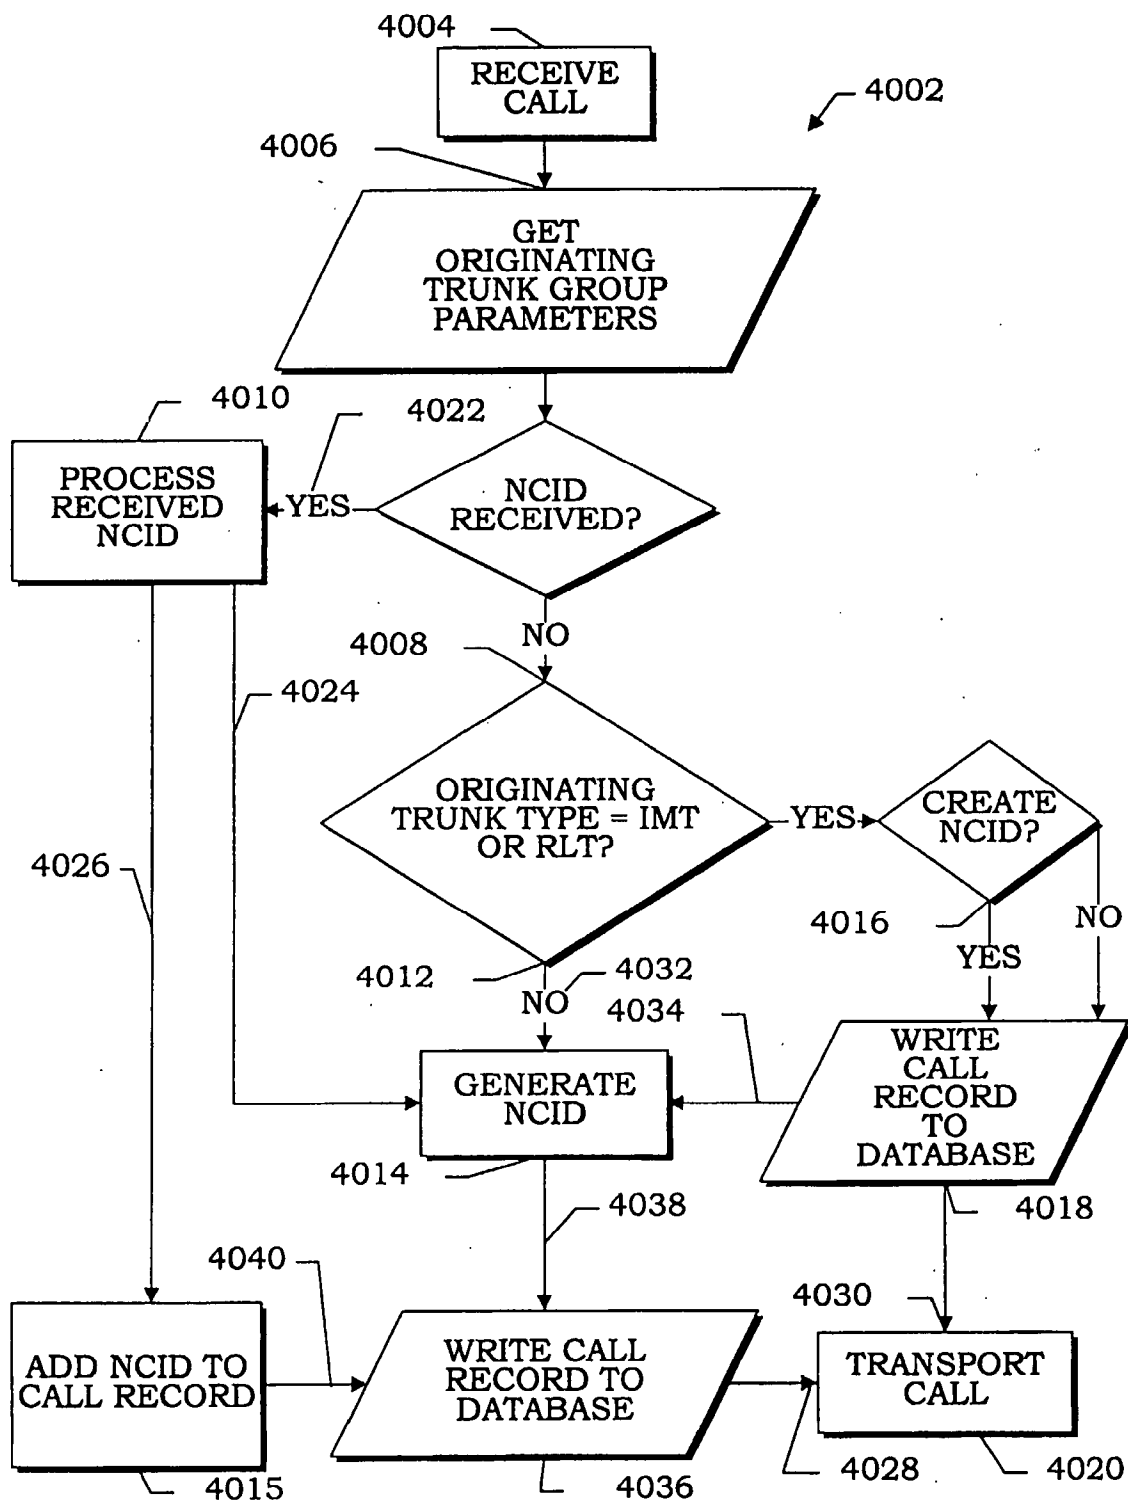 4004
RECEIVE
CALL
4002
4006
GET
ORIGINATING
TRUNK GROUP
PARAMETERS
4010
4022
PROCESS
RECEIVED
NCID
YES
NCID
RECEIVED?
NO
4008
4024
ORIGINATING
TRUNK TYPE = IMT
OR RLT?
YES
CREATE
NCID?
4026
4016
NO
YES
4012
4032
NO
4034
GENERATE
NCID
WRITE
CALL
RECORD
TO
DATABASE
4014
4018
4038
4040
4030
ADD NCID TO
CALL RECORD
WRITE CALL
RECORD TO
DATABASE
TRANSPORT
CALL
4015
4036
4028
4020